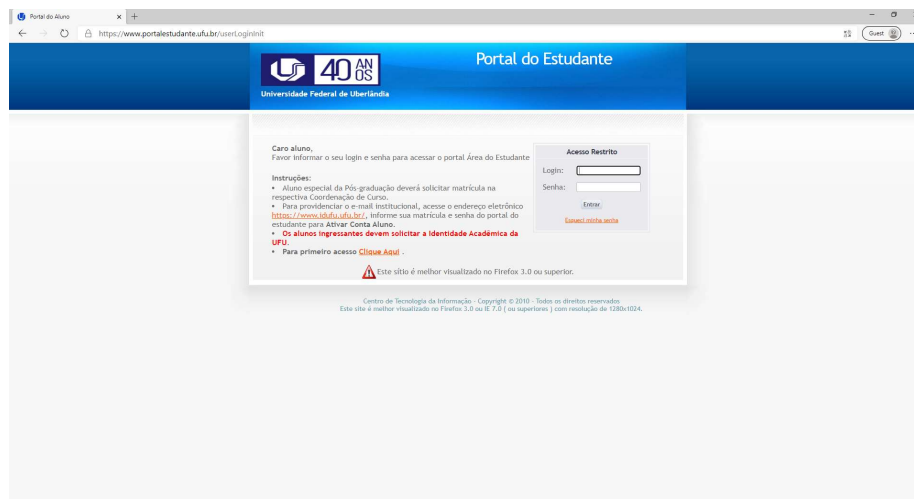 Portal do Aluno
https://www.portalestudante.ufu.br/userLoginInit
Guest
40 ANOS
Universidade Federal de Uberlândia
Portal do Estudante
Caro aluno,
Favor informar o seu login e senha para acessar o portal Área do Estudante
Instruções:
• Aluno especial da Pós-graduação deverá solicitar matrícula na
respectiva Coordenação de Curso.
• Para providenciar o e-mail institucional, acesse o endereço eletrônico
https://www.idufu.ufu.br/, informe sua matrícula e senha do portal do
estudante para Ativar Conta Aluno.
• Os alunos ingressantes devem solicitar a Identidade Acadêmica da
UFU.
• Para primeiro acesso Clique Aqui .
Acesso Restrito
Login:
Senha:
Entrar
Esqueci minha senha
Este sítio é melhor visualizado no Firefox 3.0 ou superior.
Centro de Tecnologia da Informação - Copyright © 2010 - Todos os direitos reservados
Este site é melhor visualizado no Firefox 3.0 ou IE 7.0 ( ou superiores ) com resolução de 1280x1024.